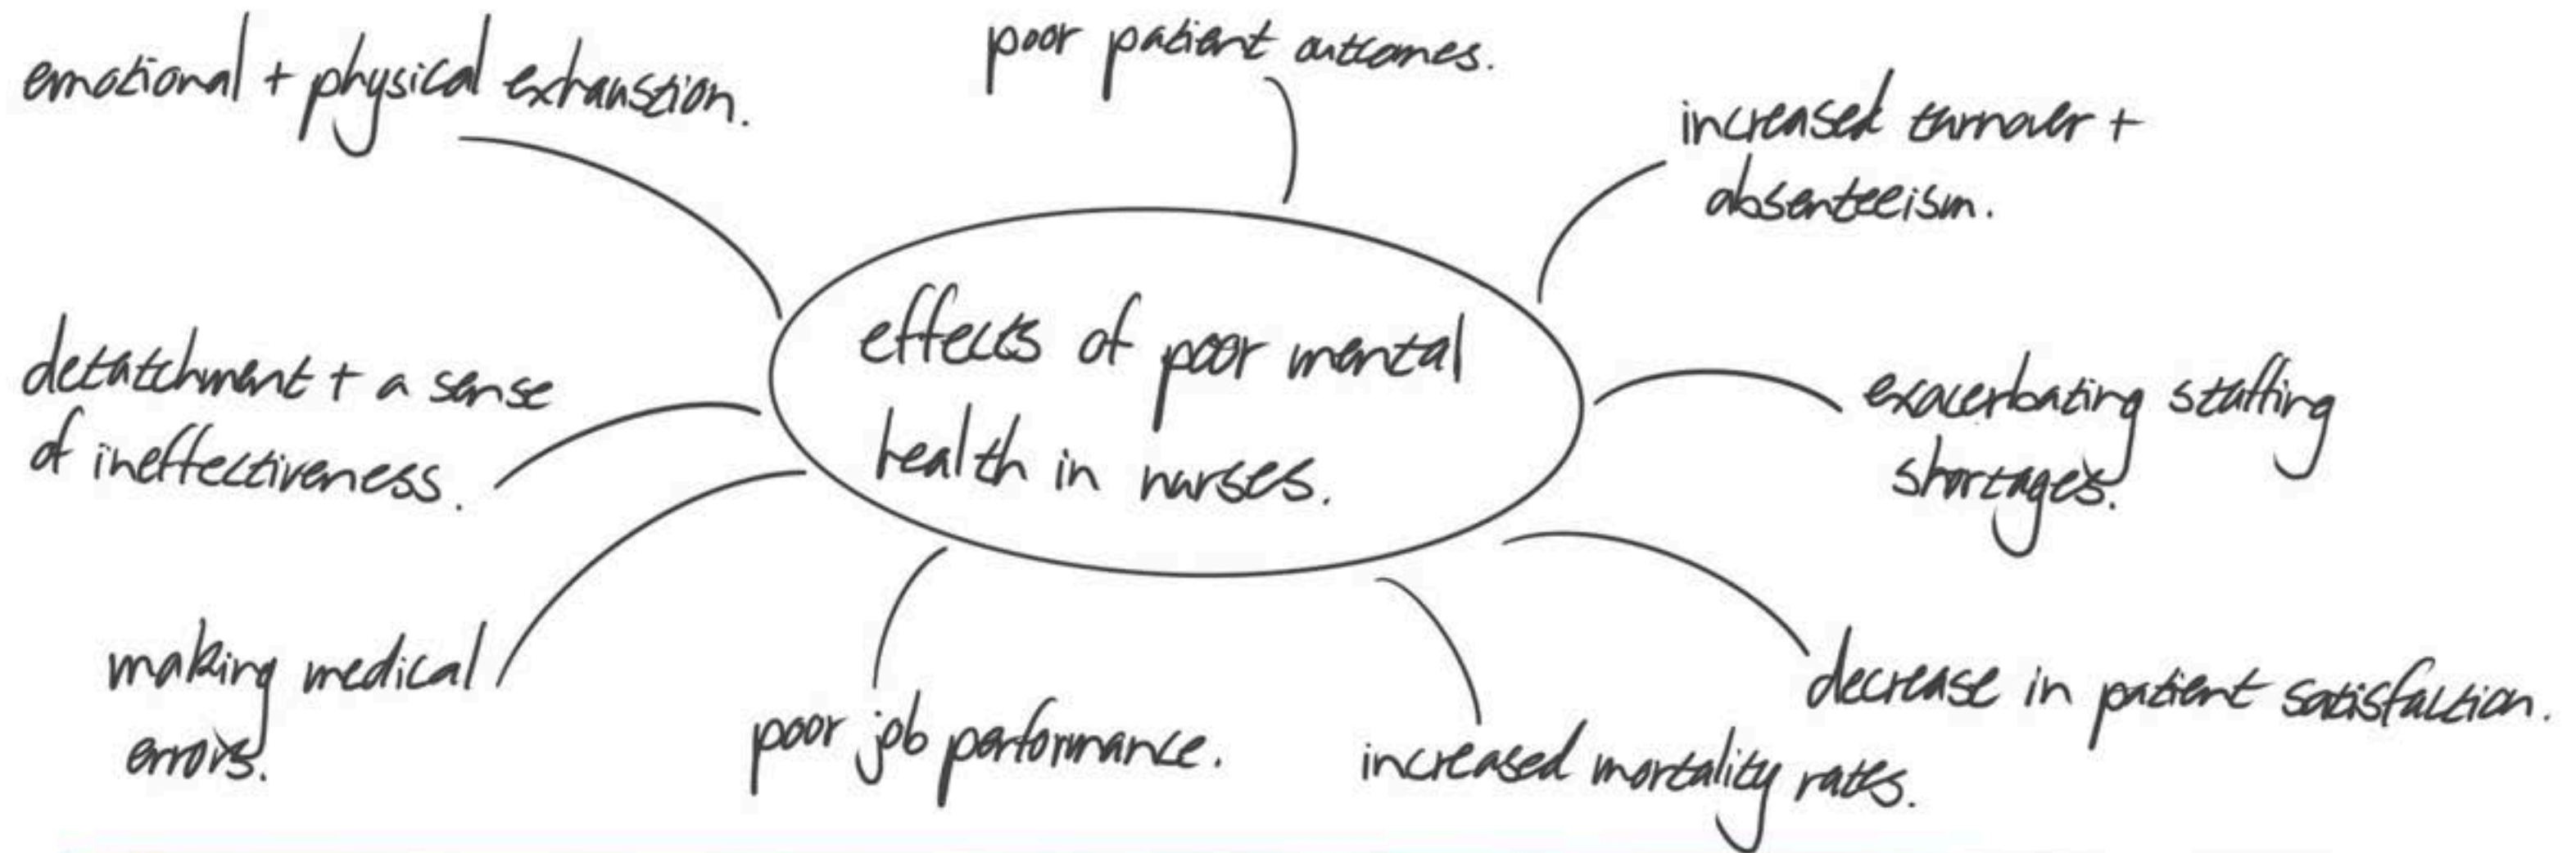 emotional + physical exhaustion.
poor patient outcomes.
increased turnover +
absenteeism.
effects of poor mental
health in nurses.
detatchment + a sense
of ineffectiveness.
exacerbating staffing
shortages.
making medical
errors.
poor job performance.
increased mortality rates.
decrease in patient satisfaction.